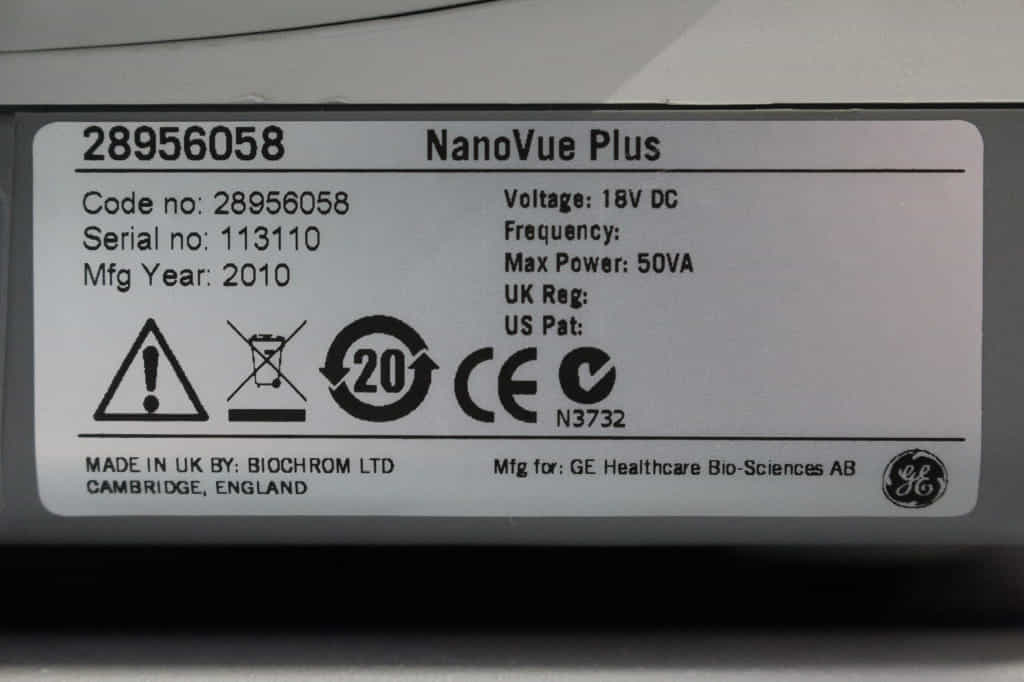 28956058 NanoVue Plus
Code no: 28956058
Serial no: 113110
Mfg Year: 2010
Voltage: 18V DC
Frequency:
Max Power: 50VA
UK Reg:
US Pat:
20
CE
N3732
MADE IN UK BY: BIOCHROM LTD
CAMBRIDGE, ENGLAND
Mfg for: GE Healthcare Bio-Sciences AB
GE